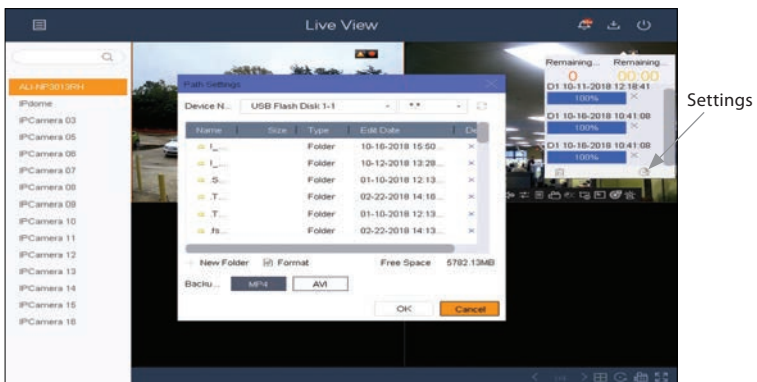 Live View
ALI-NP3013RH
IPdome
IPCamera 03
IPCamera 05
IPCamera 06
IPCamera 07
IPCamera 08
IPCamera 09
IPCamera 10
IPCamera 11
IPCamera 12
IPCamera 13
IPCamera 14
IPCamera 15
IPCamera 16
Path Settings
Device N... USB Flash Disk 1-1 *.*
Name Size Type Edit Date De
I_... Folder 10-16-2018 15:50...
I_... Folder 10-12-2018 13:28...
.S... Folder 01-10-2018 12:13...
.T... Folder 02-22-2018 14:16...
.T... Folder 01-10-2018 12:13...
.fs... Folder 02-22-2018 14:13...
New Folder Format Free Space 5782.13MB
Backu... MP4 AVI
OK Cancel
Remaining... Remaining...
0 00:00
D1 10-11-2018 12:18:41
100%
D1 10-16-2018 10:41:08
100%
D1 10-16-2018 10:41:08
100%
Settings